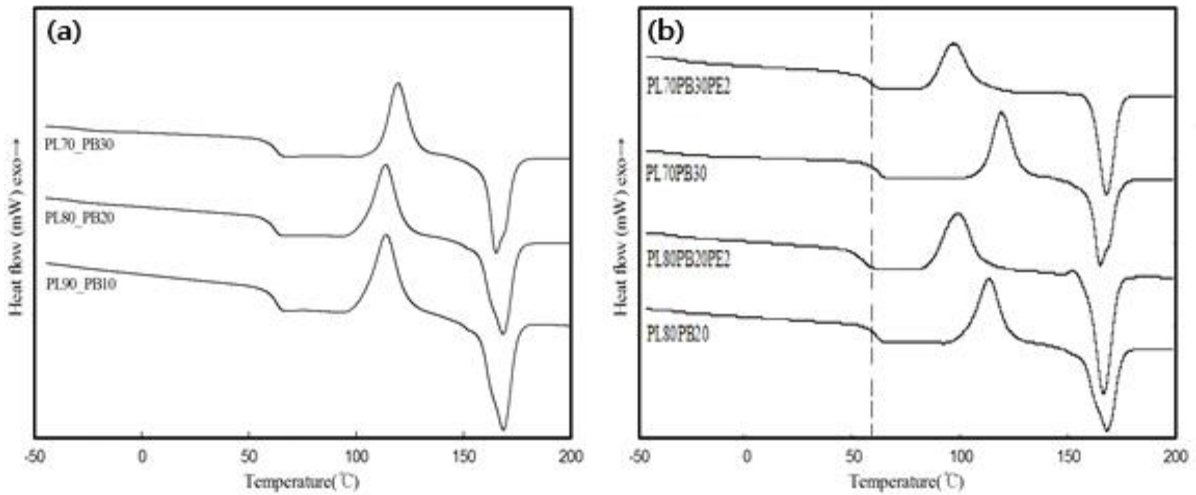 (a)
PL70_PB30
PL80_PB20
PL90_PB10
Heat flow (mW) exo→
-50 0 50 100 150 200
Temperature(℃)
(b)
PL70PB30PE2
PL70PB30
PL80PB20PE2
PL80PB20
Heat flow (mW) exo→
-50 0 50 100 150 200
Temperature(℃)